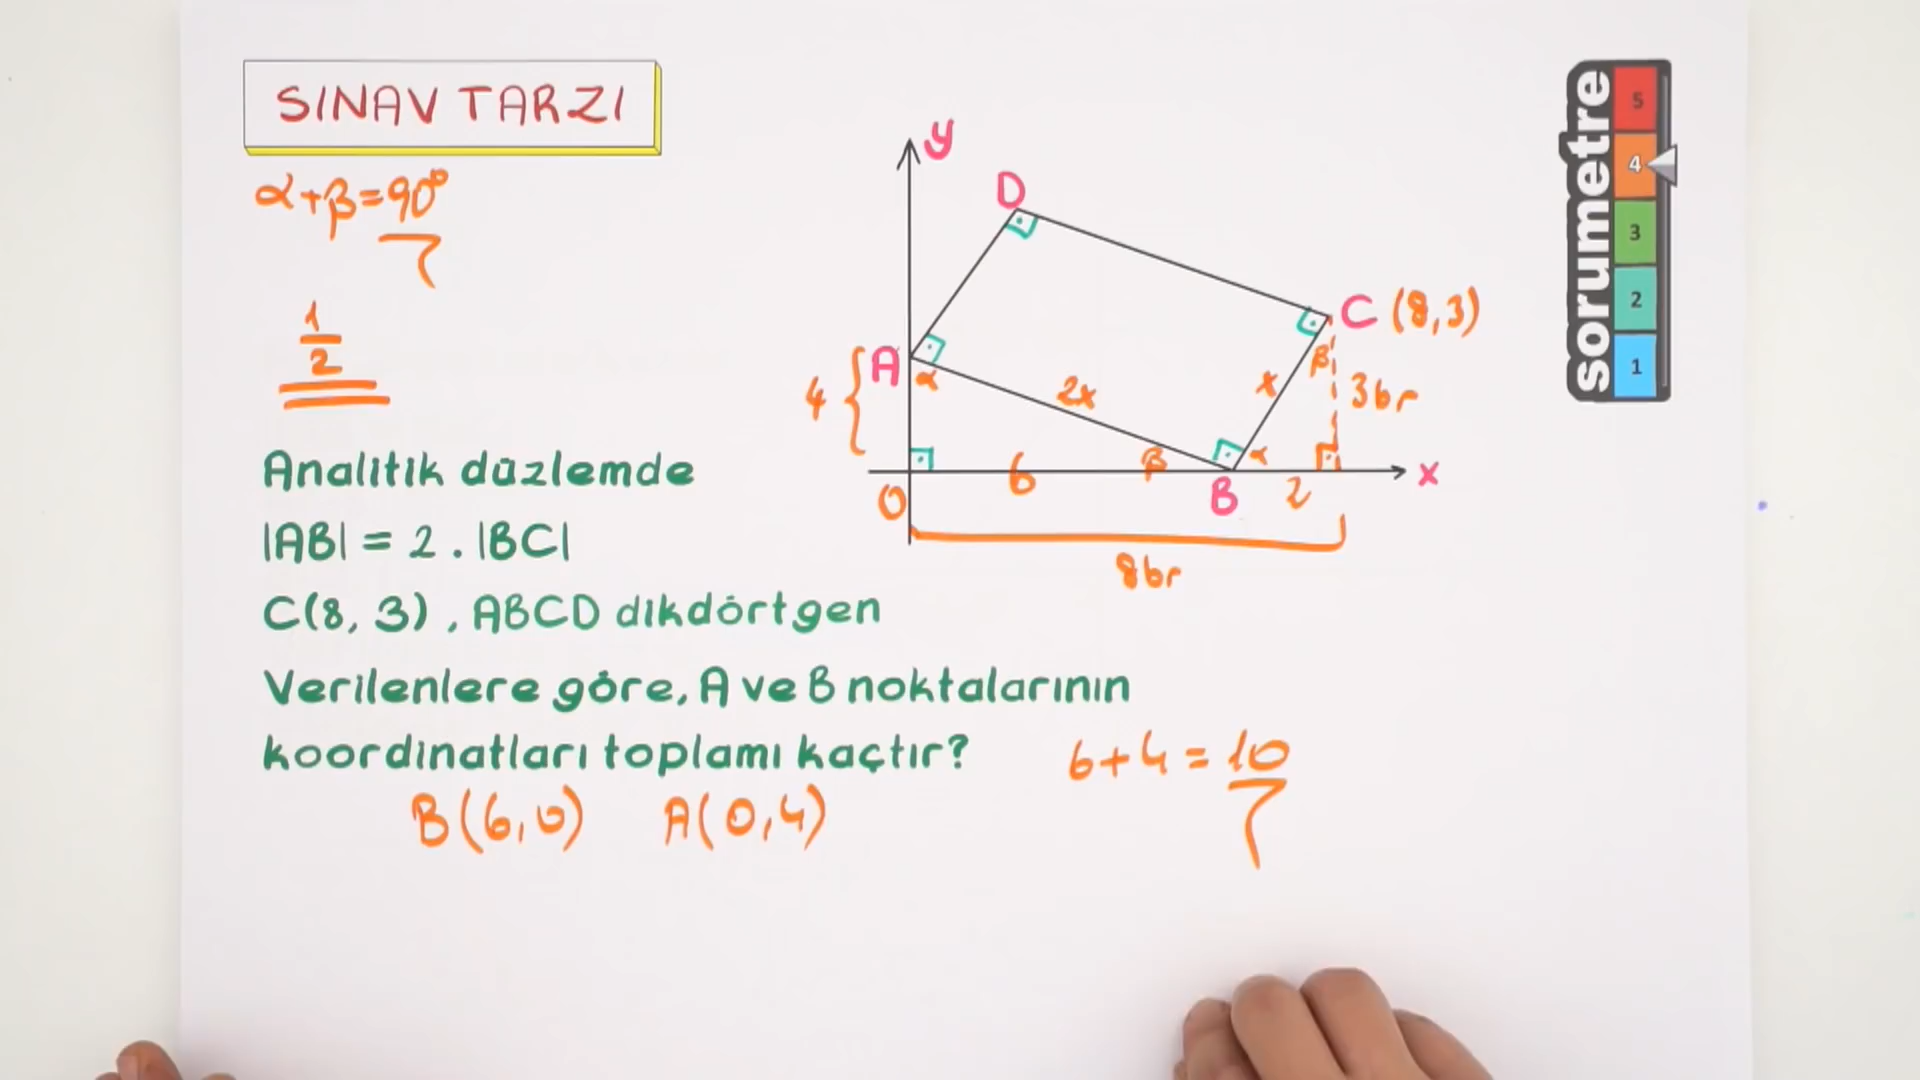 SINAV TARZI
α+β=90°
1
2
Analitik düzlemde
|AB| = 2 . |BC|
C(8, 3) , ABCD dikdörtgen
Verilenlere göre, A ve B noktalarının
koordinatları toplamı kaçtır?
B(6,0) A(0,4)
6+4=10
y
D
C (8,3)
A
α
4
2x
x
β
3br
6
β
α
O
B
2
x
8br
sorumetre
5
4
3
2
1